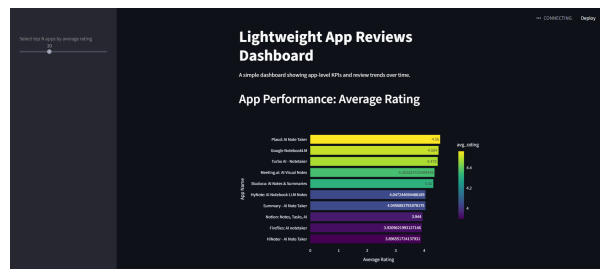 CONNECTING Deploy
Select top N apps by average rating
10
Lightweight App Reviews
Dashboard
A simple dashboard showing app-level KPIs and review trends over time.
App Performance: Average Rating
App Name
Plaud: AI Note Taker
Google NotebookLM
Turbo AI - Notetaker
Meeting.ai: AI Visual Notes
Studocu: AI Notes & Summaries
HyNote: AI Notebook LLM Notes
Summary - AI Note Taker
Notion: Notes, Tasks, AI
Fireflies: AI notetaker
HiNoter - AI Note Taker
3.944
0 1 2 3 4
Average Rating
avg_rating
4.4
4.2
4